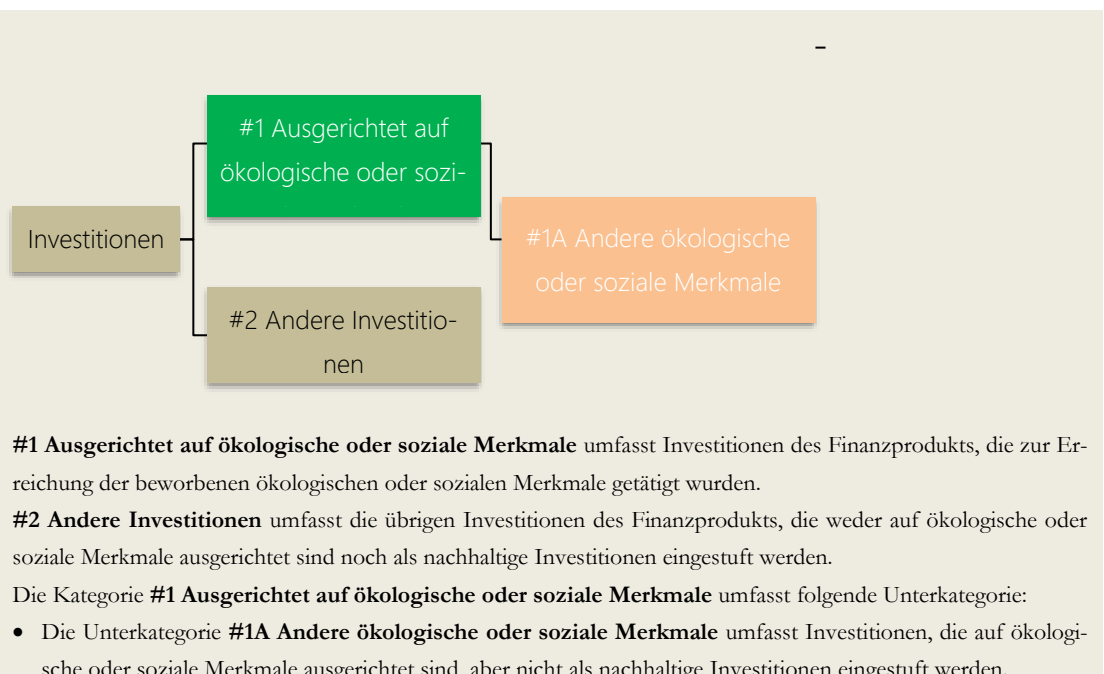 –
#1 Ausgerichtet auf
ökologische oder sozi-
Investitionen
#1A Andere ökologische
oder soziale Merkmale
#2 Andere Investitio-
nen
#1 Ausgerichtet auf ökologische oder soziale Merkmale umfasst Investitionen des Finanzprodukts, die zur Er-
reichung der beworbenen ökologischen oder sozialen Merkmale getätigt wurden.
#2 Andere Investitionen umfasst die übrigen Investitionen des Finanzprodukts, die weder auf ökologische oder
soziale Merkmale ausgerichtet sind noch als nachhaltige Investitionen eingestuft werden.
Die Kategorie #1 Ausgerichtet auf ökologische oder soziale Merkmale umfasst folgende Unterkategorie:
• Die Unterkategorie #1A Andere ökologische oder soziale Merkmale umfasst Investitionen, die auf ökologi-
sche oder soziale Merkmale ausgerichtet sind, aber nicht als nachhaltige Investitionen eingestuft werden.